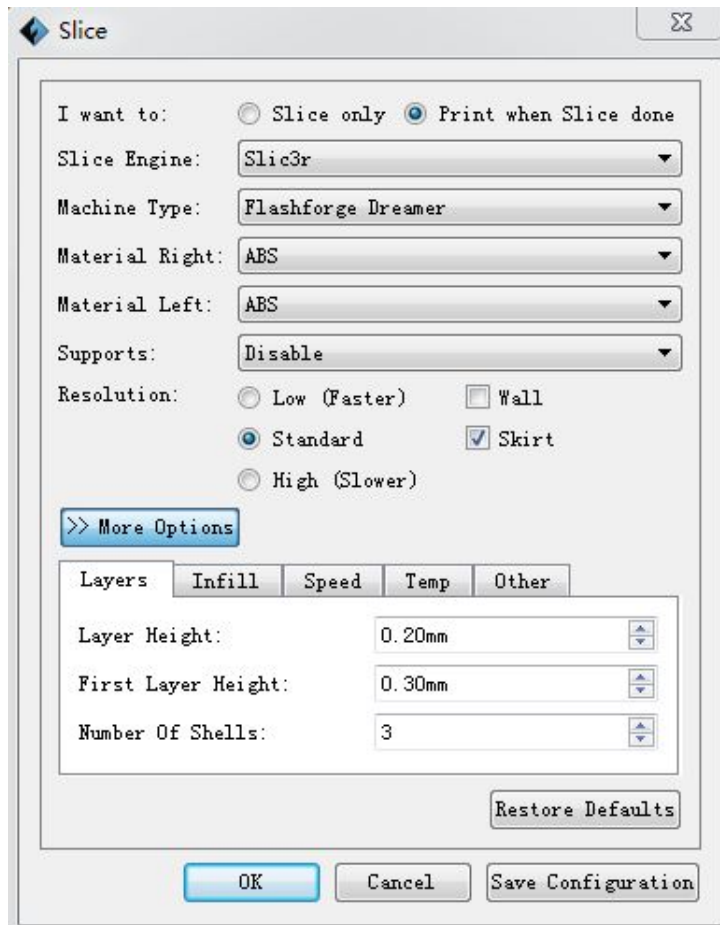 Slice
I want to: Slice only Print when Slice done
Slice Engine: Slic3r
Machine Type: Flashforge Dreamer
Material Right: ABS
Material Left: ABS
Supports: Disable
Resolution: Low (Faster) Wall
Standard Skirt
High (Slower)
>> More Options
Layers Infill Speed Temp Other
Layer Height: 0.20mm
First Layer Height: 0.30mm
Number Of Shells: 3
Restore Defaults
OK Cancel Save Configuration